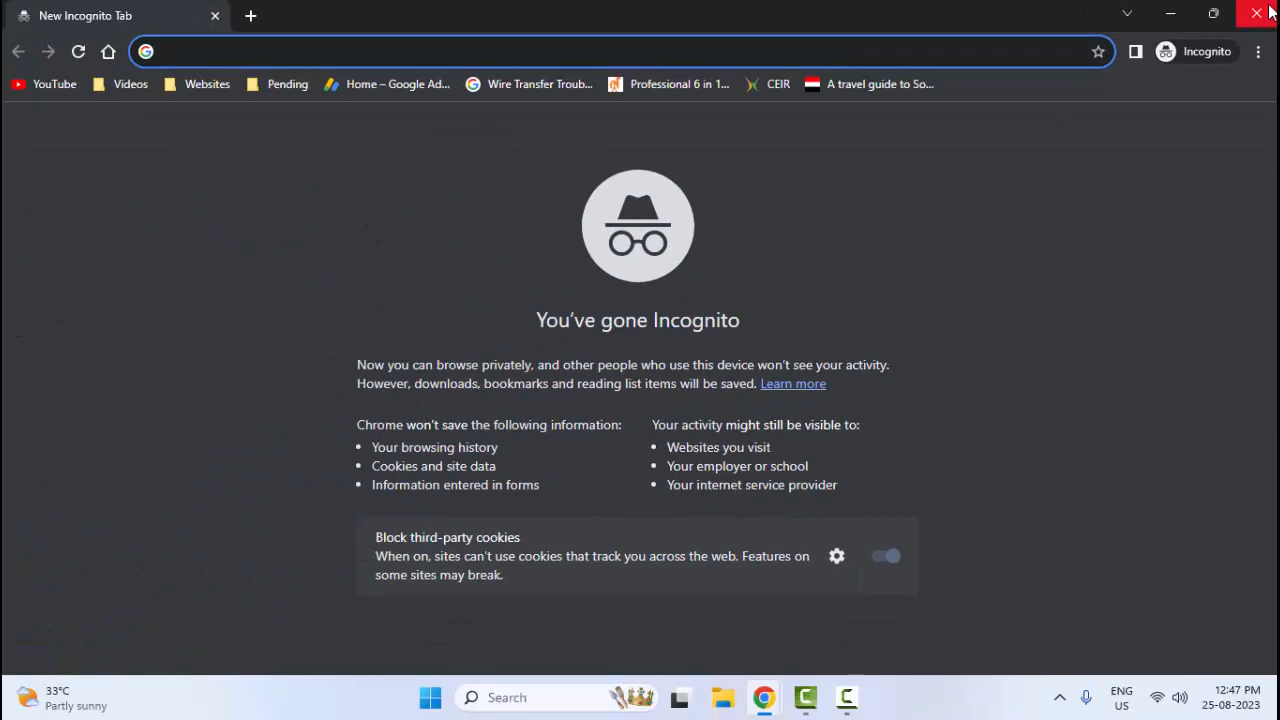 New Incognito Tab
Incognito
YouTube Videos Websites Pending Home – Google Ad... Wire Transfer Troub... Professional 6 in 1... CEIR A travel guide to So...
You've gone Incognito
Now you can browse privately, and other people who use this device won't see your activity.
However, downloads, bookmarks and reading list items will be saved. Learn more
Chrome won't save the following information:
Your browsing history
Cookies and site data
Information entered in forms
Your activity might still be visible to:
Websites you visit
Your employer or school
Your internet service provider
Block third-party cookies
When on, sites can't use cookies that track you across the web. Features on
some sites may break.
33°C
Partly sunny
Search
ENG
US
12:47 PM
25-08-2023